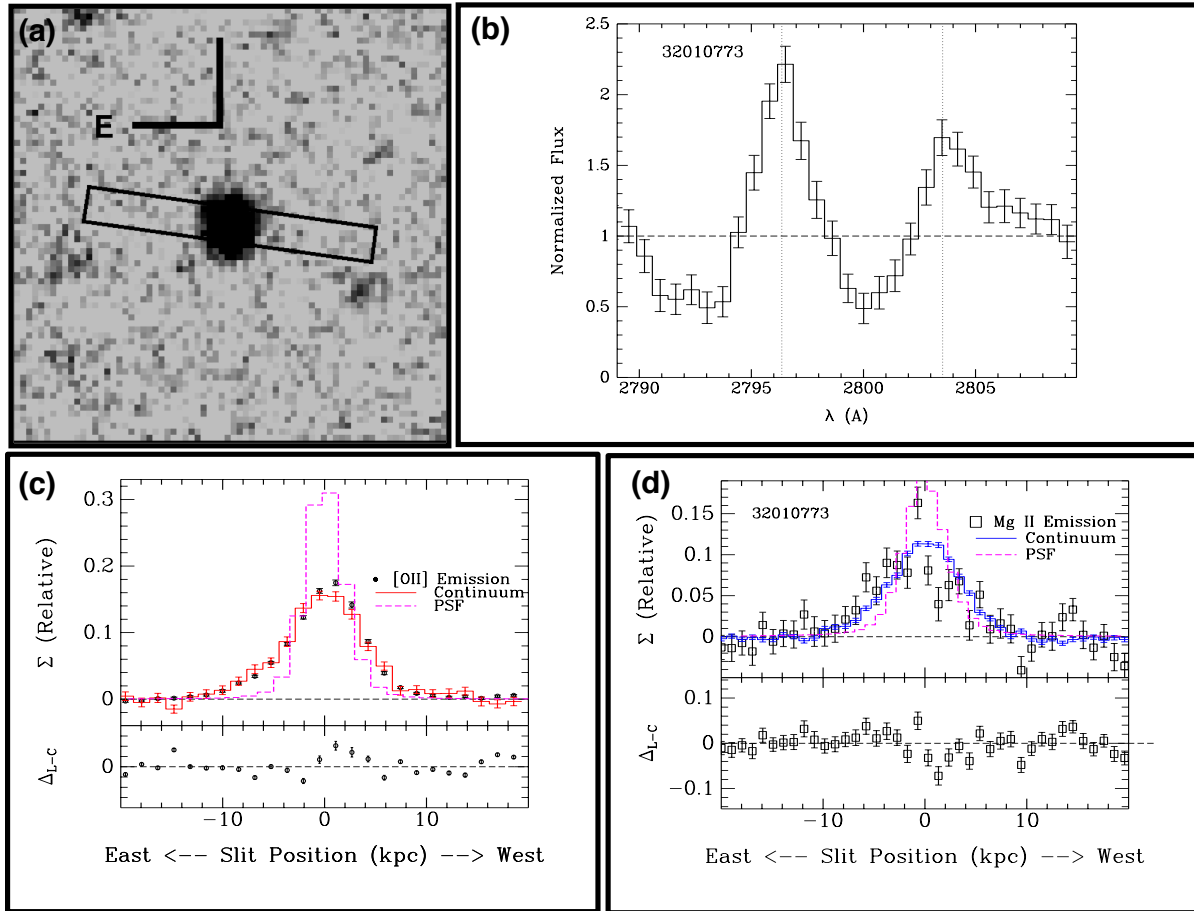 (a)
E
(b)
32010773
2.5
2
1.5
1
0.5
0
Normalized Flux
2790
2795
2800
2805
λ (A)
(c)
0.3
0.2
0.1
0
Σ (Relative)
[OII] Emission
Continuum
PSF
0
Δ_L-C
-10
0
10
East <-- Slit Position (kpc) --> West
(d)
0.15
0.1
0.05
0
Σ (Relative)
32010773
Mg II Emission
Continuum
PSF
0.1
0
-0.1
Δ_L-C
-10
0
10
East <-- Slit Position (kpc) --> West